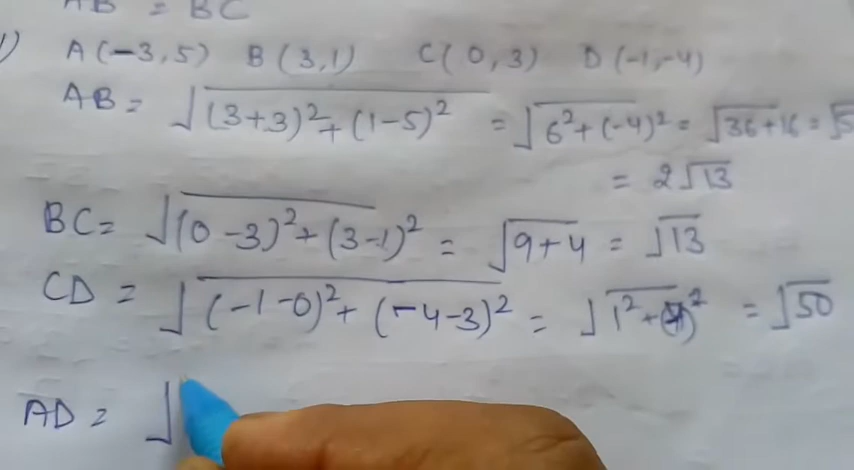 AB = BC
1) A(-3,5) B(3,1) C(0,3) D(-1,-4)
AB = √(3+3)²+(1-5)² = √6²+(-4)² = √36+16 = √5
= 2√13
BC = √(0-3)²+(3-1)² = √9+4 = √13
CD = √(-1-0)²+(-4-3)² = √1²+(7)² = √50
AD = √